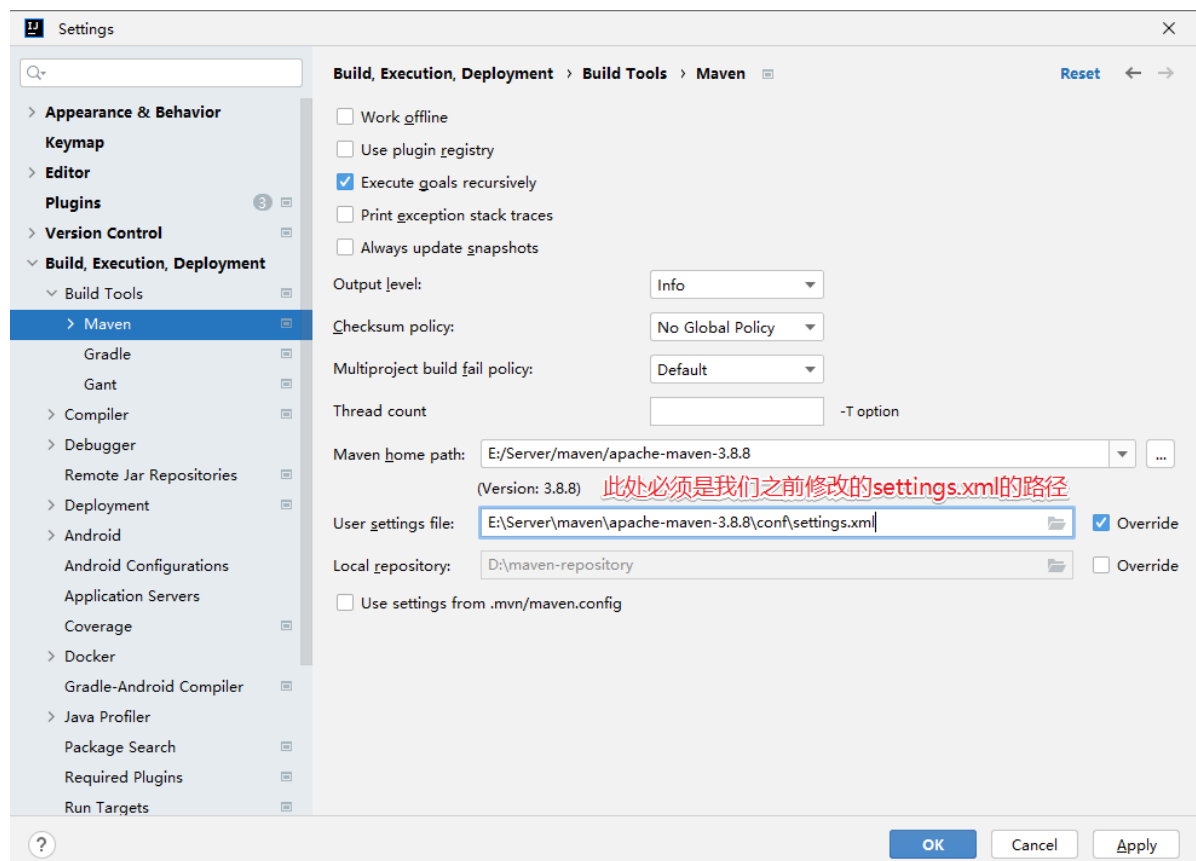 Settings
Build, Execution, Deployment › Build Tools › Maven
Reset
Appearance & Behavior
Keymap
Editor
Plugins 3
Version Control
Build, Execution, Deployment
Build Tools
Maven
Gradle
Gant
Compiler
Debugger
Remote Jar Repositories
Deployment
Android
Android Configurations
Application Servers
Coverage
Docker
Gradle-Android Compiler
Java Profiler
Package Search
Required Plugins
Run Targets
Work offline
Use plugin registry
Execute goals recursively
Print exception stack traces
Always update snapshots
Output level: Info
Checksum policy: No Global Policy
Multiproject build fail policy: Default
Thread count -T option
Maven home path: E:/Server/maven/apache-maven-3.8.8 ...
(Version: 3.8.8) 此处必须是我们之前修改的settings.xml的路径
User settings file: E:\Server\maven\apache-maven-3.8.8\conf\settings.xml Override
Local repository: D:\maven-repository Override
Use settings from .mvn/maven.config
? OK Cancel Apply